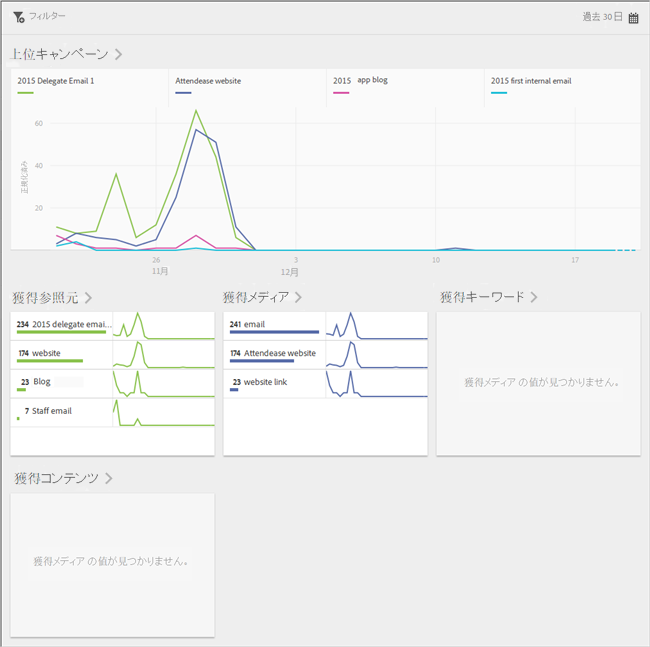 フィルター
過去 30 日
上位キャンペーン
2015 Delegate Email 1
Attendease website
2015 app blog
2015 first internal email
正規化済み
60
40
20
26
3
10
17
11月
12月
獲得参照元
獲得メディア
獲得キーワード
234 2015 delegate emai...
174 website
23 Blog
7 Staff email
241 email
174 Attendease website
23 website link
獲得メディア の値が見つかりません。
獲得コンテンツ
獲得メディア の値が見つかりません。